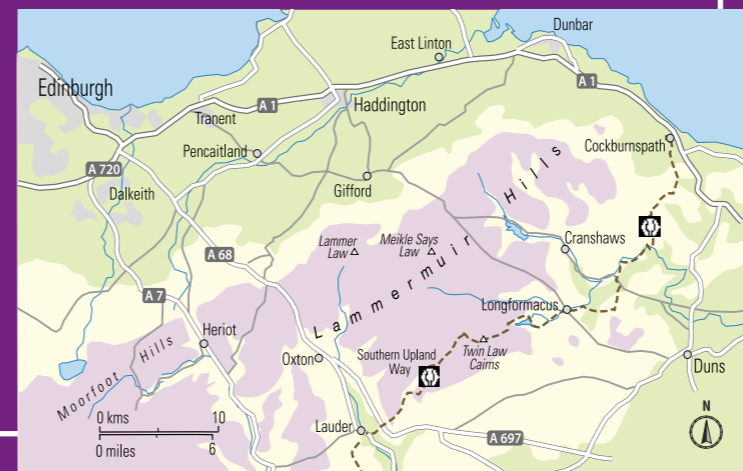 Dunbar
East Linton
Edinburgh
A 1
A 1
Haddington
Tranent
Cockburnspath
Pencaitland
A 720
Gifford
Dalkeith
Lammermuir Hills
Cranshaws
Lammer
Law
Meikle Says
Law
A 68
A 7
Longformacus
Heriot
Moorfoot Hills
Oxton
Southern Upland
Way
Twin Law
Cairns
Duns
0 kms 10
0 miles 6
Lauder
A 697
N